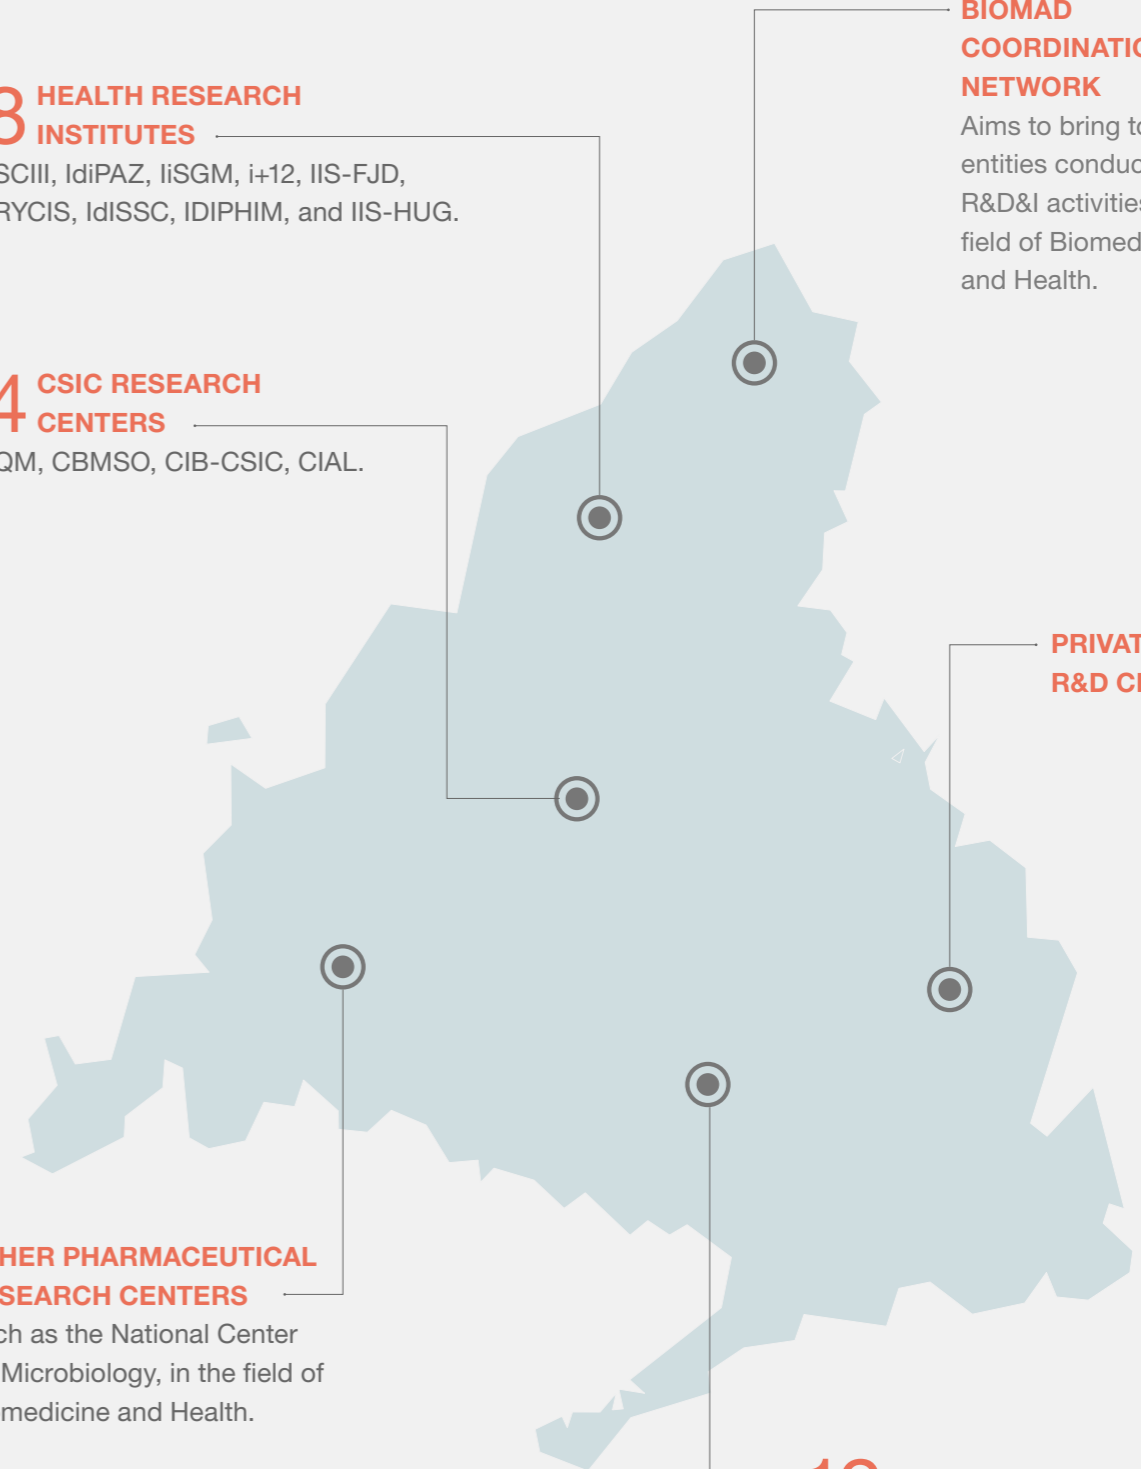 8 HEALTH RESEARCH
INSTITUTES
SCIII, IdiPAZ, IiSGM, i+12, IIS-FJD,
RYCIS, IdISSC, IDIPHIM, and IIS-HUG.
4 CSIC RESEARCH
CENTERS
QM, CBMSO, CIB-CSIC, CIAL.
BIOMAD
COORDINATIO
NETWORK
Aims to bring to
entities conduc
R&D&I activities
field of Biomed
and Health.
PRIVAT
R&D C
HER PHARMACEUTICAL
SEARCH CENTERS
ch as the National Center
Microbiology, in the field of
medicine and Health.